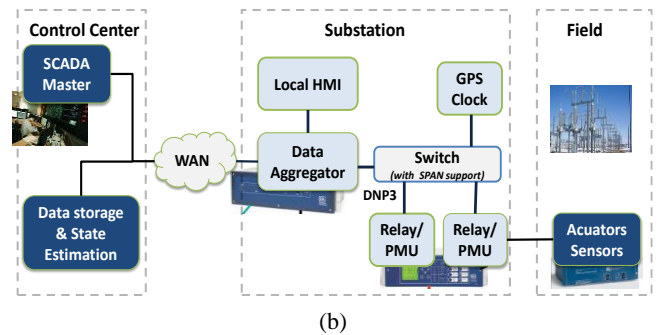 Control Center
Substation
Field
SCADA
Master
Local HMI
GPS
Clock
WAN
Data
Aggregator
Switch
(with SPAN support)
DNP3
Data storage
& State
Estimation
Relay/
PMU
Relay/
PMU
Acuators
Sensors
(b)